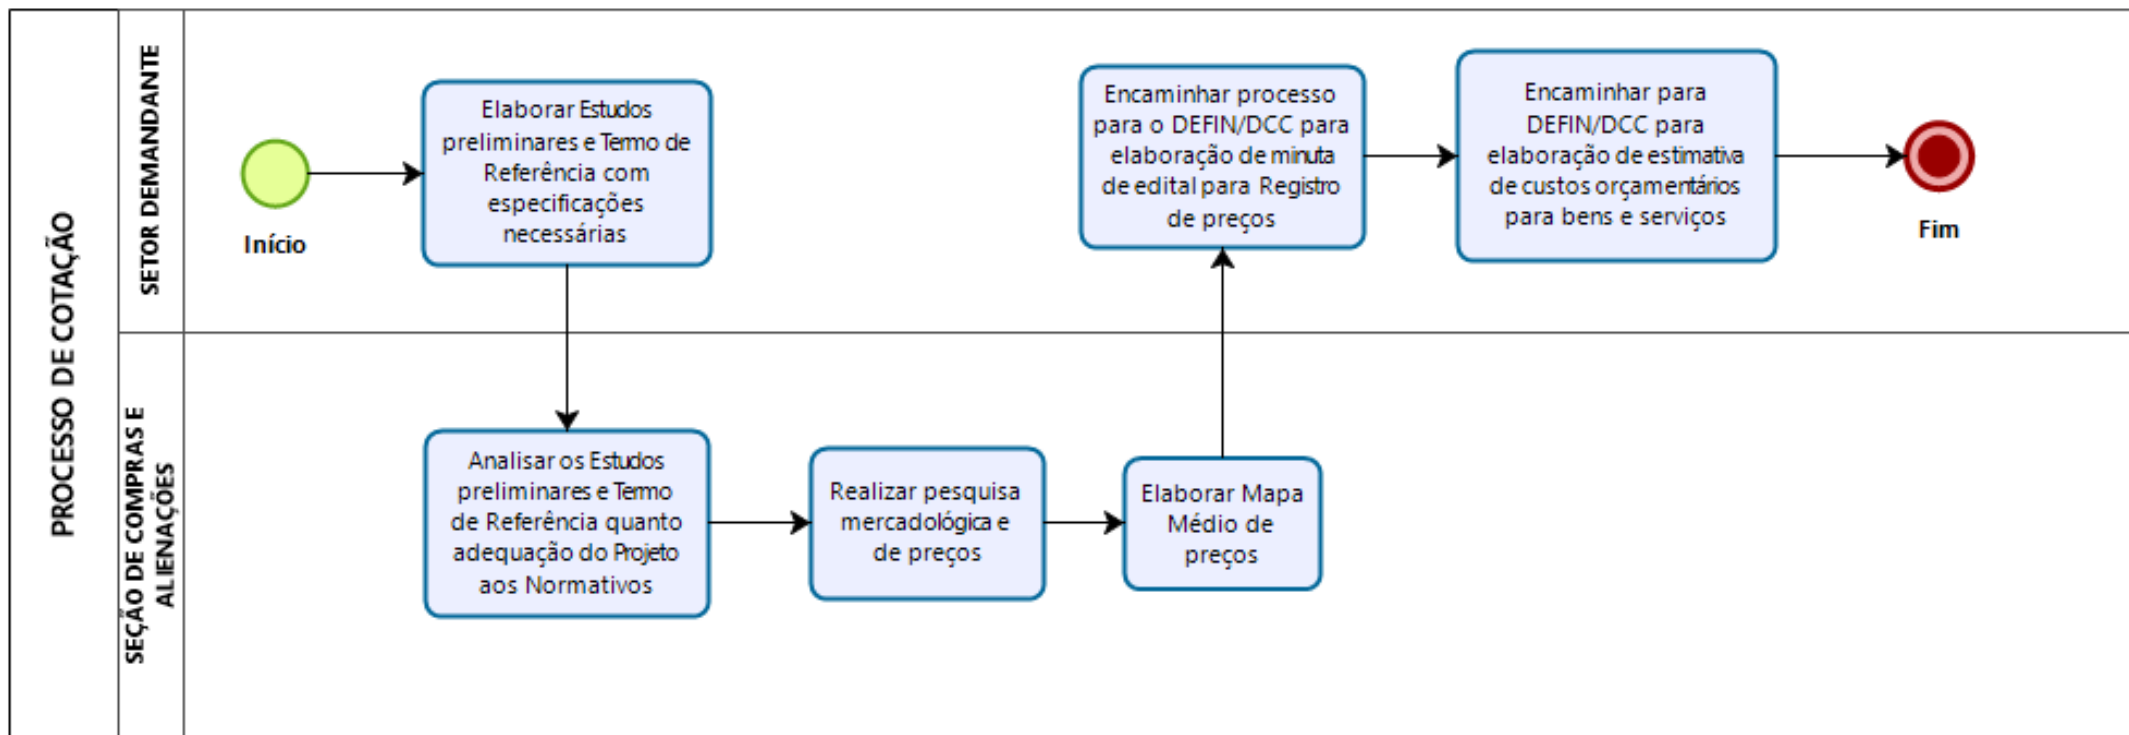 PROCESSO DE COTAÇÃO
SETOR DEMANDANTE
Início
Elaborar Estudos
preliminares e Termo de
Referência com
especificações
necessárias
Encaminhar processo
para o DEFIN/DCC para
elaboração de minuta
de edital para Registro
de preços
Encaminhar para
DEFIN/DCC para
elaboração de estimativa
de custos orçamentários
para bens e serviços
Fim
SEÇÃO DE COMPRAS E
ALIENAÇÕES
Analisar os Estudos
preliminares e Termo
de Referência quanto
adequação do Projeto
aos Normativos
Realizar pesquisa
mercadológica e
de preços
Elaborar Mapa
Médio de
preços